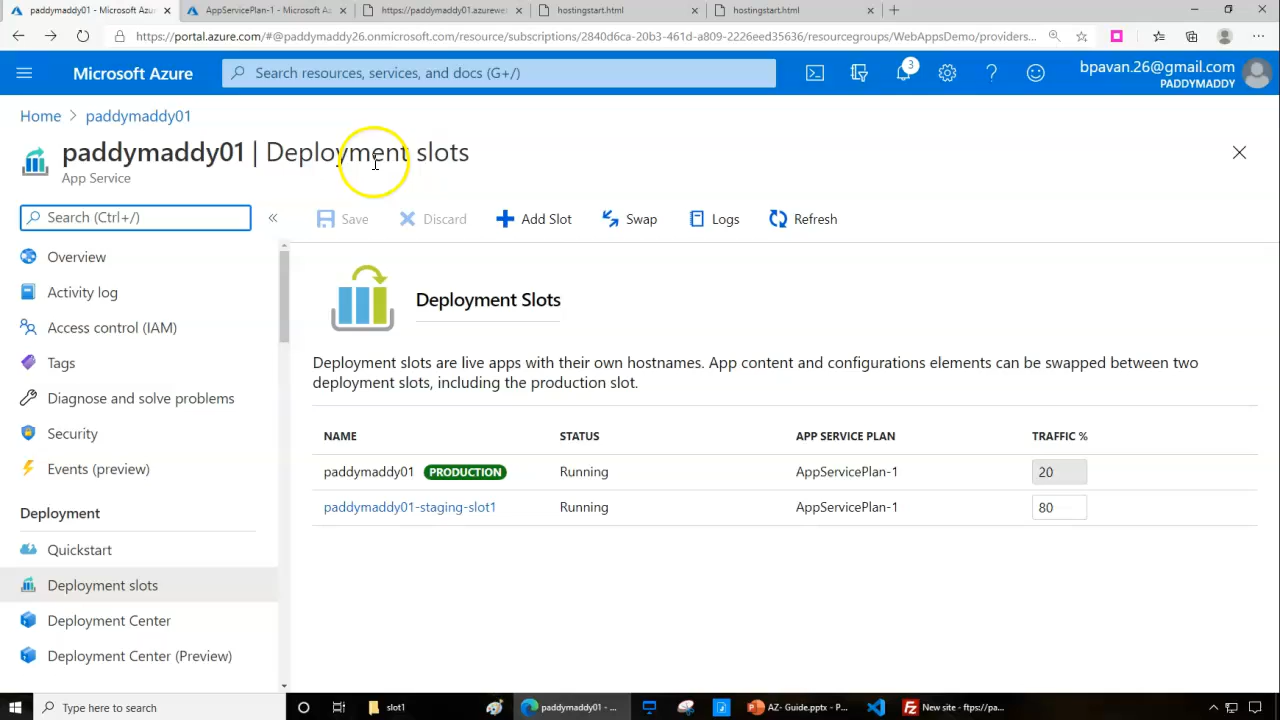 paddymaddy01 - Microsoft Azu
AppServicePlan-1 - Microsoft Azu
https://paddymaddy01.azurewe
hostingstart.html
hostingstart.html
https://portal.azure.com/#@paddymaddy26.onmicrosoft.com/resource/subscriptions/2840d6ca-20b3-461d-a809-2226eed35636/resourcegroups/WebAppsDemo/providers...
Microsoft Azure
Search resources, services, and docs (G+/)
3
bpavan.26@gmail.com
PADDYMADDY
Home > paddymaddy01
paddymaddy01 | Deployment slots
App Service
Search (Ctrl+/)
«
Save
Discard
Add Slot
Swap
Logs
Refresh
Overview
Activity log
Access control (IAM)
Tags
Diagnose and solve problems
Security
Events (preview)
Deployment
Quickstart
Deployment slots
Deployment Center
Deployment Center (Preview)
Deployment Slots
Deployment slots are live apps with their own hostnames. App content and configurations elements can be swapped between two
deployment slots, including the production slot.
NAME STATUS APP SERVICE PLAN TRAFFIC %
paddymaddy01 PRODUCTION Running AppServicePlan-1 20
paddymaddy01-staging-slot1 Running AppServicePlan-1 80
Type here to search
slot1
paddymaddy01 - ...
AZ- Guide.pptx - P...
New site - ftps://pa...